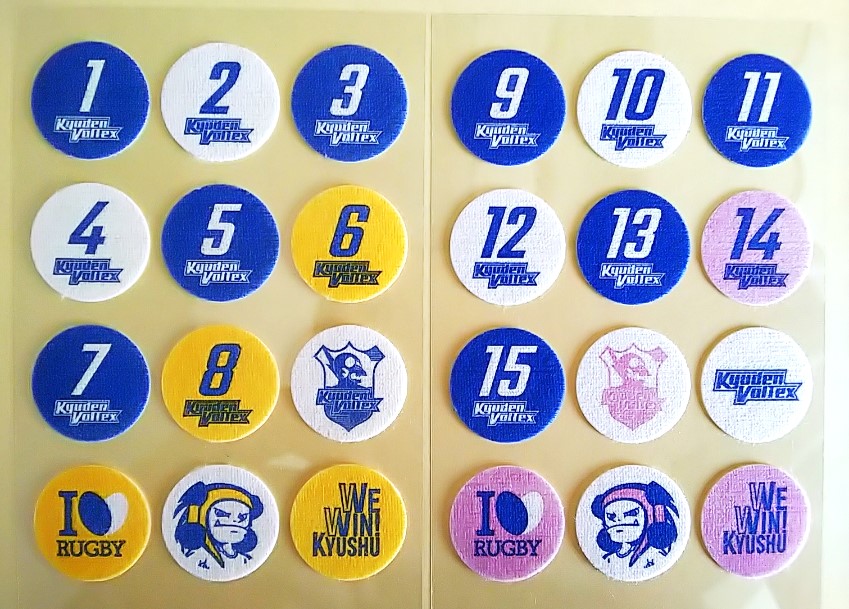 1
Kyuden
Voltex
2
Kyuden
Voltex
3
Kyuden
Voltex
4
Kyuden
Voltex
5
Kyuden
Voltex
6
Kyuden
Voltex
7
Kyuden
Voltex
8
Kyuden
Voltex
Kyuden
Voltex
I
RUGBY
WE
WIN!
KYUSHU
9
Kyuden
Voltex
10
Kyuden
Voltex
11
Kyuden
Voltex
12
Kyuden
Voltex
13
Kyuden
Voltex
14
Kyuden
Voltex
15
Kyuden
Voltex
Kyuden
Voltex
Kyuden
Voltex
I
RUGBY
WE
WIN!
KYUSHU